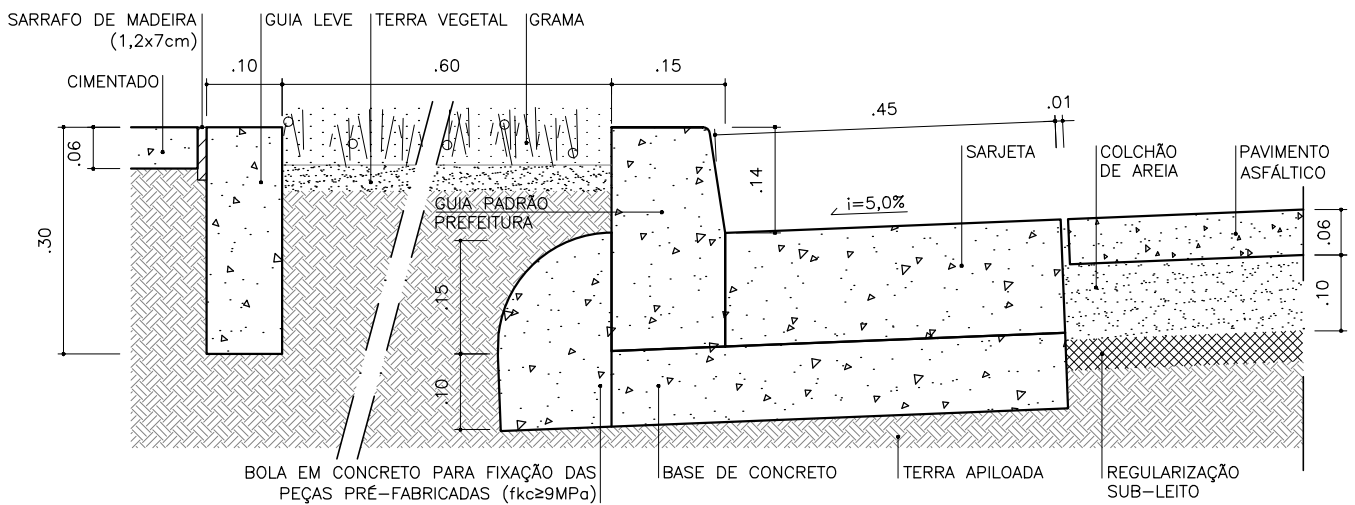 SARRAFO DE MADEIRA
(1,2x7cm)
GUIA LEVE
TERRA VEGETAL
GRAMA
CIMENTADO
.10
.60
.15
.45
.01
.06
.30
.14
SARJETA
COLCHÃO
DE AREIA
PAVIMENTO
ASFÁLTICO
GUIA PADRÃO
PREFEITURA
i=5,0%
.06
.10
.15
.10
BOLA EM CONCRETO PARA FIXAÇÃO DAS
PEÇAS PRÉ-FABRICADAS (fkc≥9MPa)
BASE DE CONCRETO
TERRA APILOADA
REGULARIZAÇÃO
SUB-LEITO